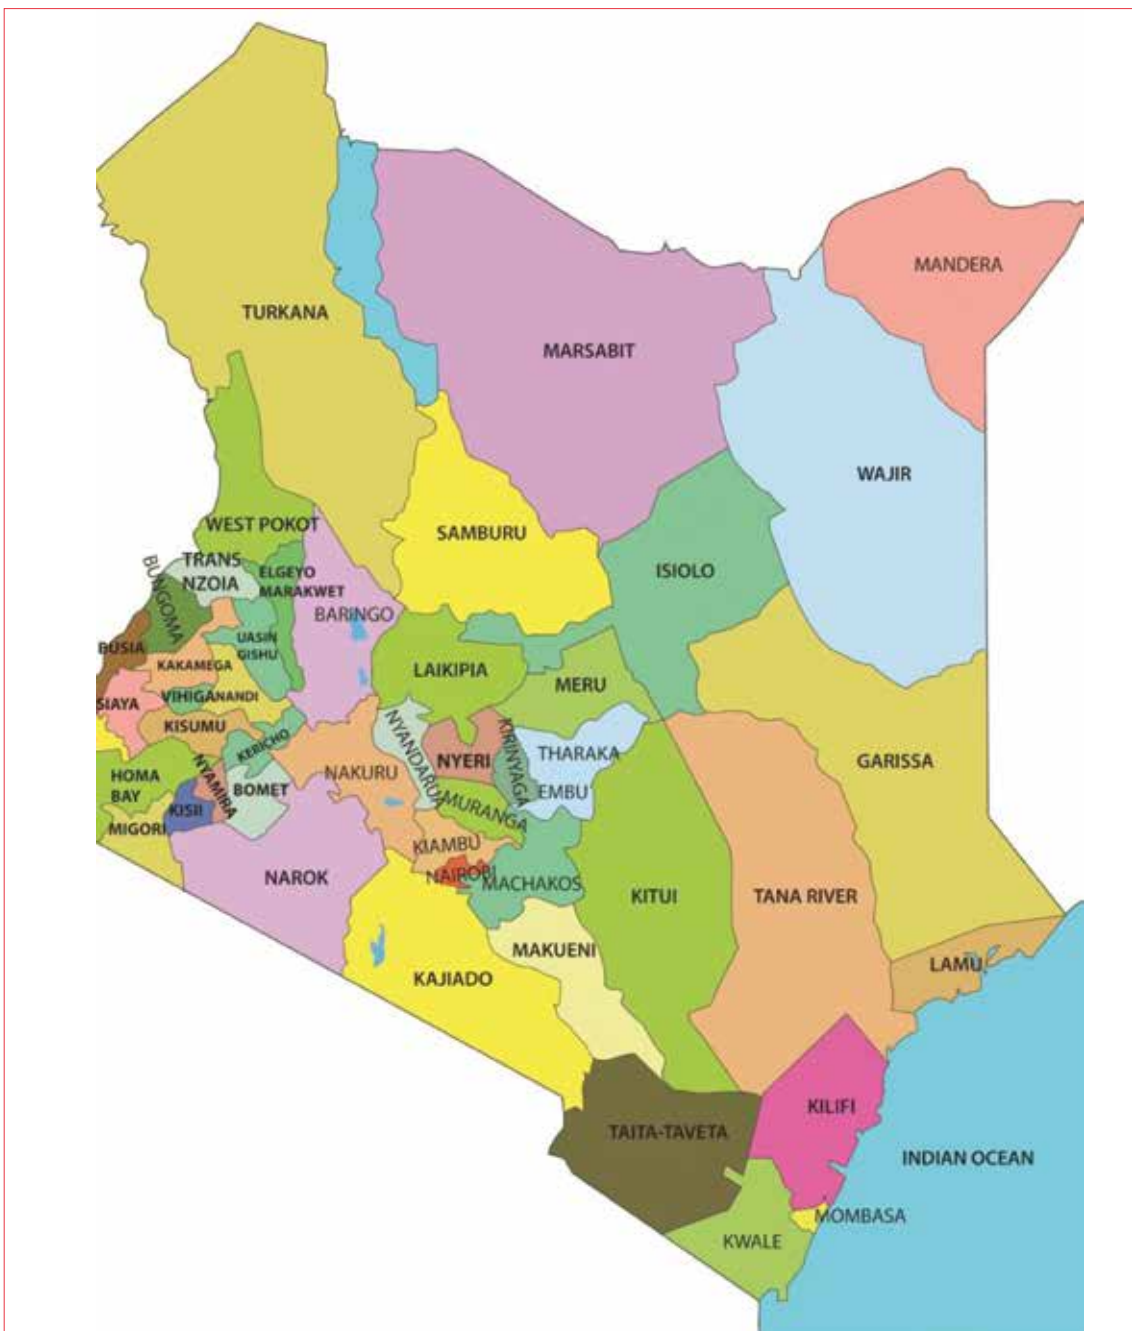 MANDERA
TURKANA
MARSABIT
WAJIR
WEST POKOT
SAMBURU
TRANS
NZOIA
ELGEYO
MARAKWET
ISIOLO
BUNGOMA
BARINGO
BUSIA
UASIN
GISHU
KAKAMEGA
LAIKIPIA
MERU
SIAYA
VIHIGA
NANDI
KISUMU
KERICHO
NYANDARUA
NYERI
KIRINYAGA
THARAKA
GARISSA
HOMA
BAY
NYAMIRA
BOMET
NAKURU
EMBU
MURANGA
KISII
MIGORI
KIAMBU
NAROK
NAIROBI
MACHAKOS
KITUI
TANA RIVER
MAKUENI
KAJIADO
LAMU
KILIFI
TAITA-TAVETA
INDIAN OCEAN
MOMBASA
KWALE